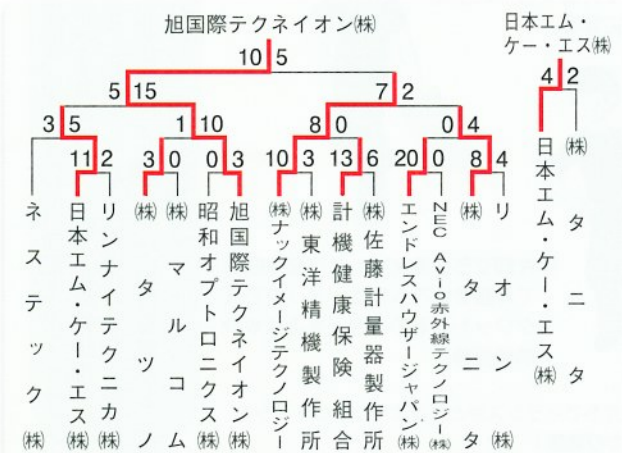 旭国際テクネイオン㈱
日本エム・
ケー・エス㈱
10 5
4 2
5 15
7 2
3 5
1 10
8 0
0 4
11 2
3 0
0 3
10 3
13 6
20 0
8 4
ネステック㈱
日本エム・ケー・エス㈱
リンナイテクニカ㈱
㈱タツノ
㈱マルコム
昭和オプトロニクス㈱
旭国際テクネイオン㈱
㈱ナックイメージテクノロジー
㈱東洋精機製作所
計機健康保険組合
㈱佐藤計量器製作所
エンドレスハウザージャパン㈱
NEC Avio赤外線テクノロジー㈱
㈱タニタ
リオン㈱
日本エム・ケー・エス㈱
㈱タニタ